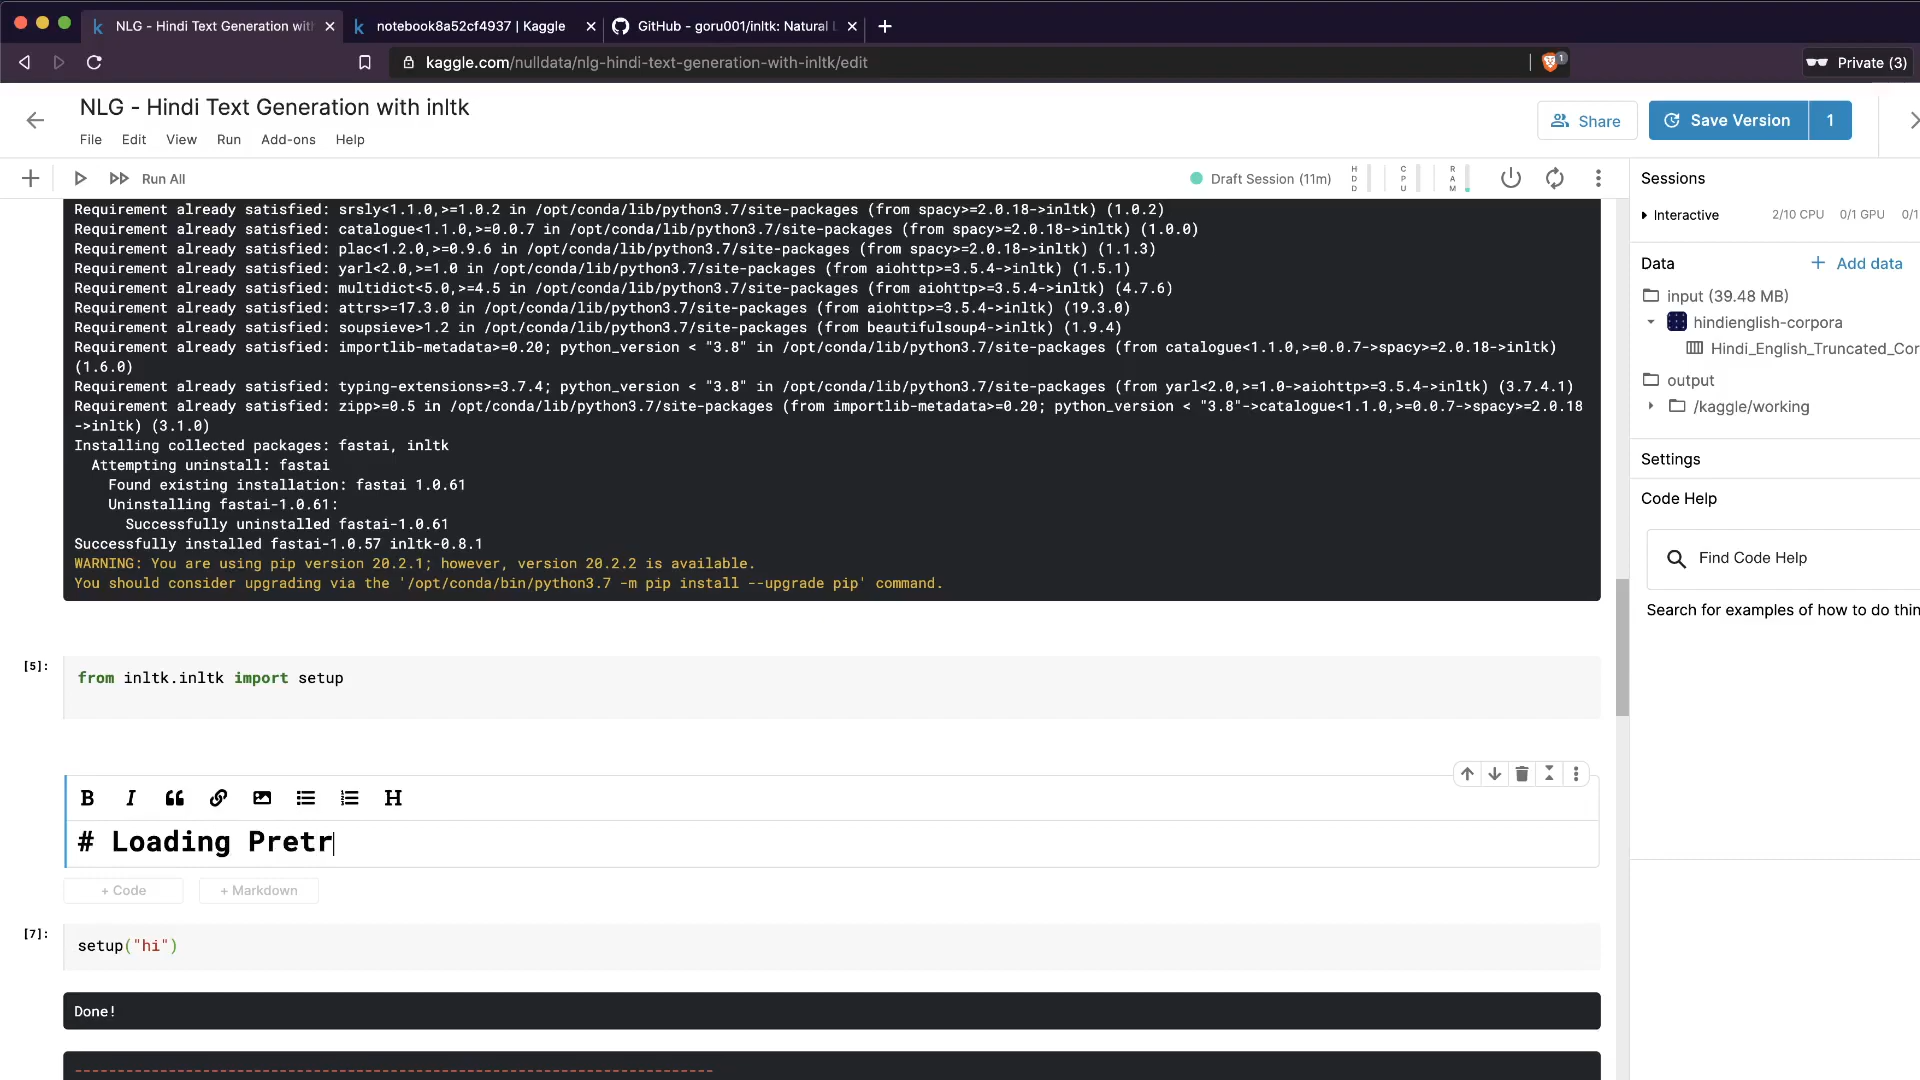 NLG - Hindi Text Generation with
notebook8a52cf4937 | Kaggle
GitHub - goru001/inltk: Natural
kaggle.com/nulldata/nlg-hindi-text-generation-with-inltk/edit
1
Private (3)
NLG - Hindi Text Generation with inltk
File Edit View Run Add-ons Help
Share
Save Version 1
Run All
Draft Session (11m)
HDD
CPU
RAM
Sessions
Interactive 2/10 CPU 0/1 GPU 0/1
Data
+ Add data
input (39.48 MB)
hindienglish-corpora
Hindi_English_Truncated_Cor
output
/kaggle/working
Settings
Code Help
Find Code Help
Search for examples of how to do thin
Requirement already satisfied: srsly<1.1.0,>=1.0.2 in /opt/conda/lib/python3.7/site-packages (from spacy>=2.0.18->inltk) (1.0.2)
Requirement already satisfied: catalogue<1.1.0,>=0.0.7 in /opt/conda/lib/python3.7/site-packages (from spacy>=2.0.18->inltk) (1.0.0)
Requirement already satisfied: plac<1.2.0,>=0.9.6 in /opt/conda/lib/python3.7/site-packages (from spacy>=2.0.18->inltk) (1.1.3)
Requirement already satisfied: yarl<2.0,>=1.0 in /opt/conda/lib/python3.7/site-packages (from aiohttp>=3.5.4->inltk) (1.5.1)
Requirement already satisfied: multidict<5.0,>=4.5 in /opt/conda/lib/python3.7/site-packages (from aiohttp>=3.5.4->inltk) (4.7.6)
Requirement already satisfied: attrs>=17.3.0 in /opt/conda/lib/python3.7/site-packages (from aiohttp>=3.5.4->inltk) (19.3.0)
Requirement already satisfied: soupsieve>1.2 in /opt/conda/lib/python3.7/site-packages (from beautifulsoup4->inltk) (1.9.4)
Requirement already satisfied: importlib-metadata>=0.20; python_version < "3.8" in /opt/conda/lib/python3.7/site-packages (from catalogue<1.1.0,>=0.0.7->spacy>=2.0.18->inltk)
(1.6.0)
Requirement already satisfied: typing-extensions>=3.7.4; python_version < "3.8" in /opt/conda/lib/python3.7/site-packages (from yarl<2.0,>=1.0->aiohttp>=3.5.4->inltk) (3.7.4.1)
Requirement already satisfied: zipp>=0.5 in /opt/conda/lib/python3.7/site-packages (from importlib-metadata>=0.20; python_version < "3.8"->catalogue<1.1.0,>=0.0.7->spacy>=2.0.18
->inltk) (3.1.0)
Installing collected packages: fastai, inltk
Attempting uninstall: fastai
Found existing installation: fastai 1.0.61
Uninstalling fastai-1.0.61:
Successfully uninstalled fastai-1.0.61
Successfully installed fastai-1.0.57 inltk-0.8.1
WARNING: You are using pip version 20.2.1; however, version 20.2.2 is available.
You should consider upgrading via the '/opt/conda/bin/python3.7 -m pip install --upgrade pip' command.
[5]:
from inltk.inltk import setup
B I H
# Loading Pretr
+ Code + Markdown
[7]:
setup("hi")
Done!